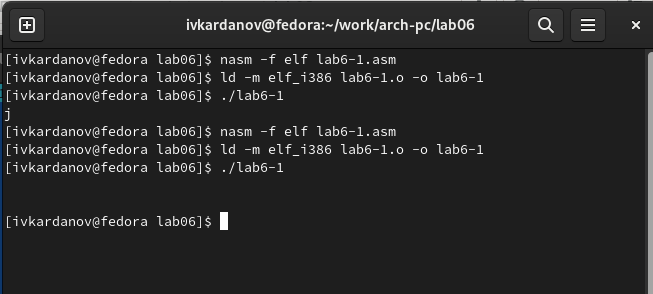 ivkardanov@fedora:~/work/arch-pc/lab06
[ivkardanov@fedora lab06]$ nasm -f elf lab6-1.asm
[ivkardanov@fedora lab06]$ ld -m elf_i386 lab6-1.o -o lab6-1
[ivkardanov@fedora lab06]$ ./lab6-1
j
[ivkardanov@fedora lab06]$ nasm -f elf lab6-1.asm
[ivkardanov@fedora lab06]$ ld -m elf_i386 lab6-1.o -o lab6-1
[ivkardanov@fedora lab06]$ ./lab6-1
[ivkardanov@fedora lab06]$